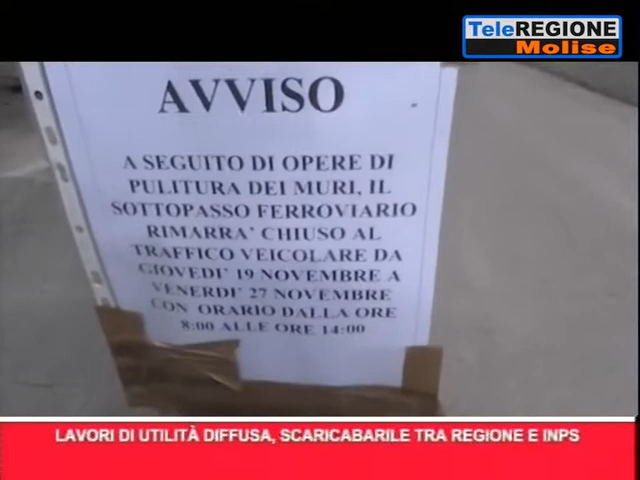 TeleREGIONE
Molise
AVVISO
A SEGUITO DI OPERE DI
PULITURA DEI MURI, IL
SOTTOPASSO FERROVIARIO
RIMARRA' CHIUSO AL
TRAFFICO VEICOLARE DA
GIOVEDI' 19 NOVEMBRE A
VENERDI' 27 NOVEMBRE
CON ORARIO DALLA ORE
8:00 ALLE ORE 14:00
LAVORI DI UTILITÀ DIFFUSA, SCARICABARILE TRA REGIONE E INPS